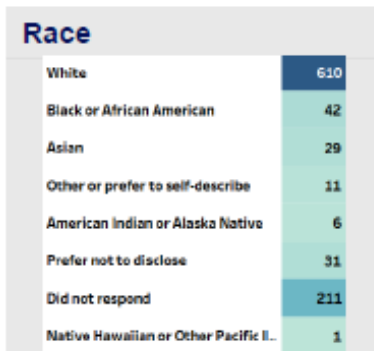 Race
White 610
Black or African American 42
Asian 29
Other or prefer to self-describe 11
American Indian or Alaska Native 6
Prefer not to disclose 31
Did not respond 211
Native Hawaiian or Other Pacific Il.. 1